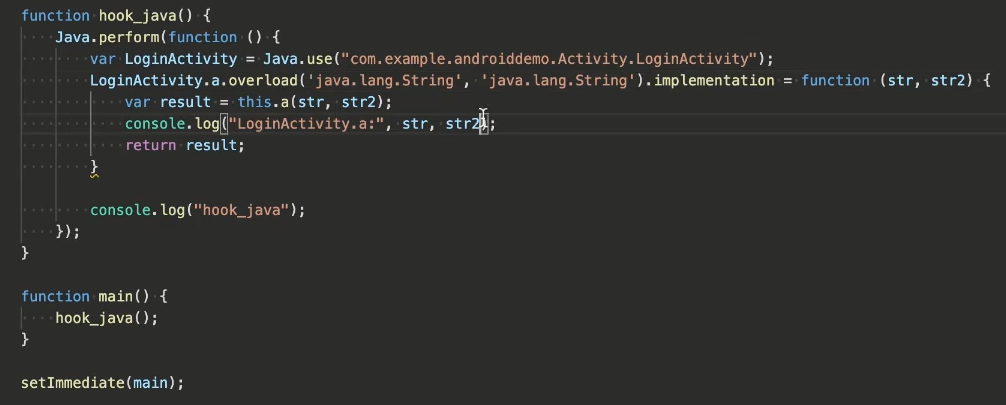 function hook_java() {
    Java.perform(function () {
        var LoginActivity = Java.use("com.example.androiddemo.Activity.LoginActivity");
        LoginActivity.a.overload('java.lang.String', 'java.lang.String').implementation = function (str, str2) {
            var result = this.a(str, str2);
            console.log("LoginActivity.a:", str, str2);
            return result;
        }
        console.log("hook_java");
    });
}
function main() {
    hook_java();
}
setImmediate(main);